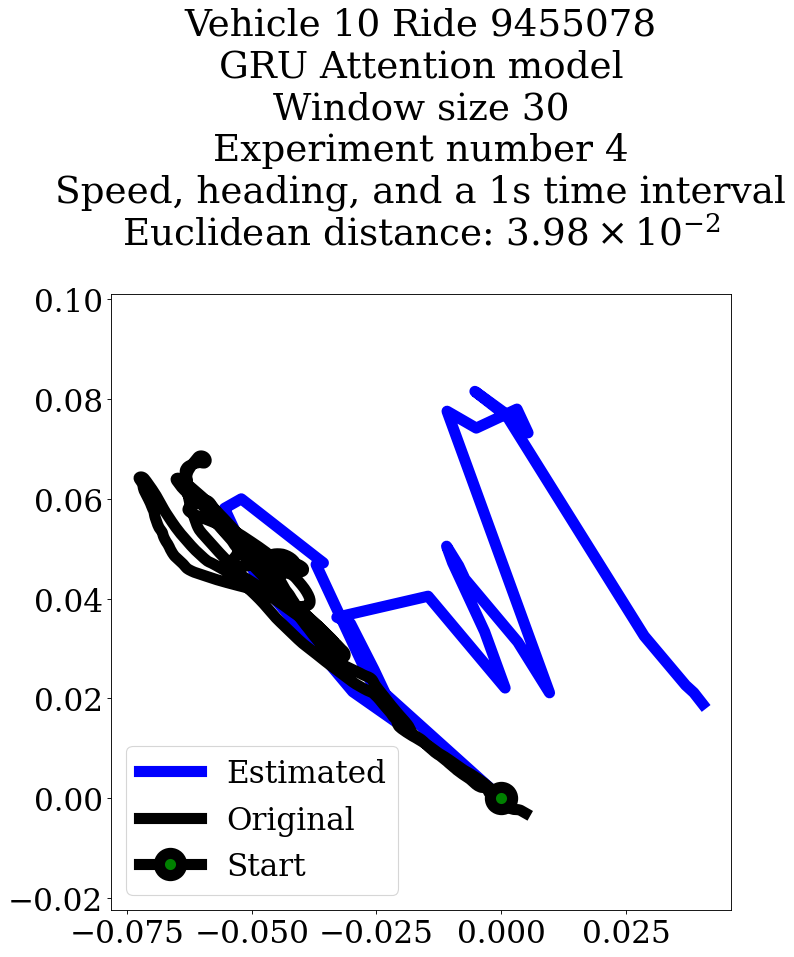 Vehicle 10 Ride 9455078
GRU Attention model
Window size 30
Experiment number 4
Speed, heading, and a 1s time interval
Euclidean distance: 3.98 × 10⁻²
0.10
0.08
0.06
0.04
0.02
0.00
−0.02
Estimated
Original
Start
−0.075 −0.050 −0.025 0.000 0.025